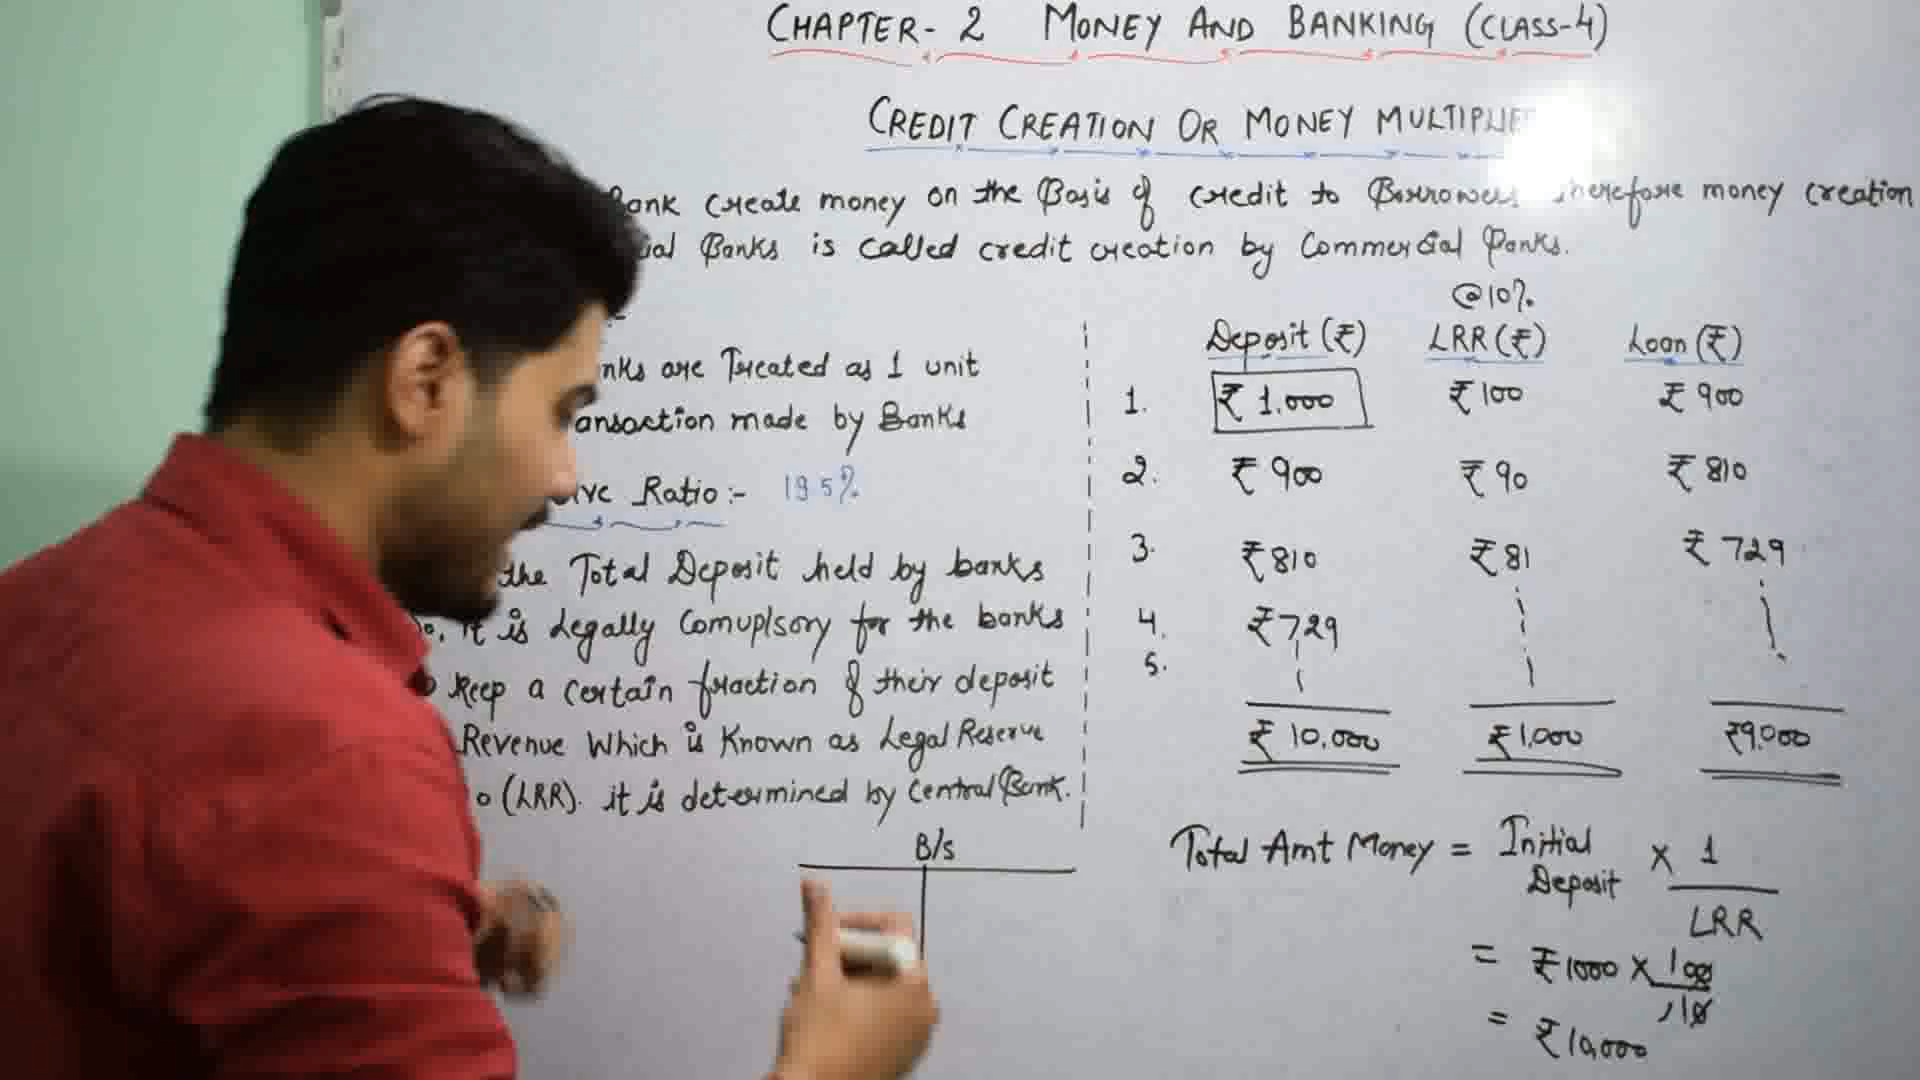 CHAPTER- 2 MONEY AND BANKING (CLASS-4)
CREDIT CREATION OR MONEY
Bank create money on the Basis of credit to Borrowers Therefore money creation
Banks is called credit creation by Commercial Banks.
are Treated as 1 unit
made by Banks
Ratio :- 19 5%
the Total Deposit held by banks
it is Legally Comuplsory for the banks
Keep a certain fraction of their deposit
Revenue Which is Known as Legal Reserve
(LRR). it is determined by Central Bank.
B/s
@10%
Deposit (₹) LRR (₹) Loan (₹)
1. ₹ 1,000 ₹ 100 ₹ 900
2. ₹ 900 ₹ 90 ₹ 810
3. ₹ 810 ₹ 81 ₹ 729
4. ₹ 729
5.
₹ 10,000 ₹ 1,000 ₹9,000
Total Amt Money = Initial Deposit × 1/LRR
= ₹1000 × 100/10
= ₹10,000